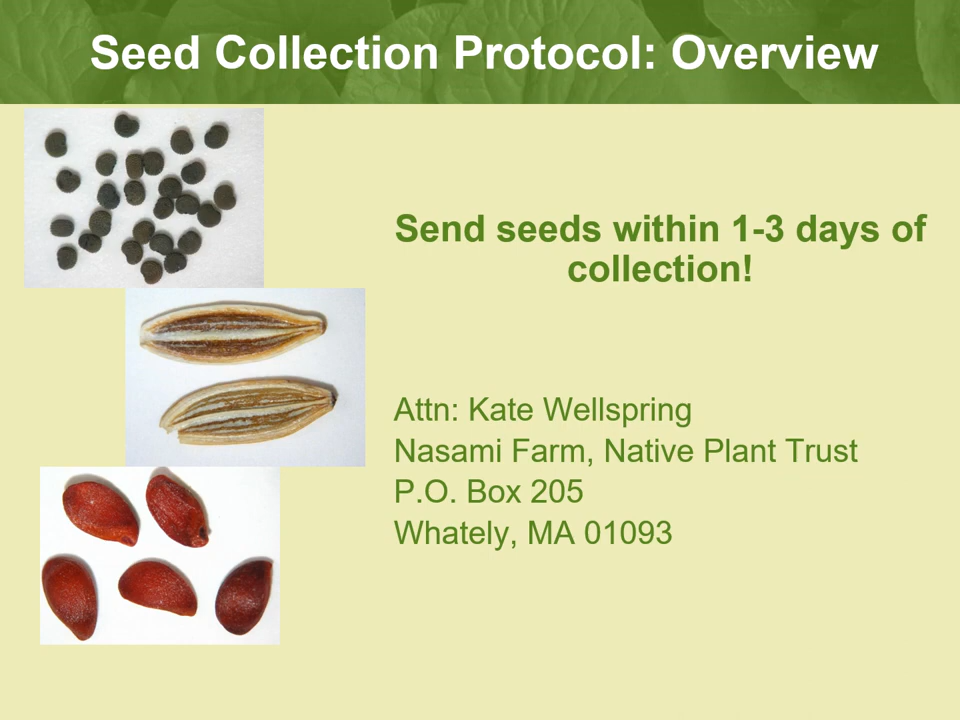 Seed Collection Protocol: Overview
Send seeds within 1-3 days of
collection!
Attn: Kate Wellspring
Nasami Farm, Native Plant Trust
P.O. Box 205
Whately, MA 01093